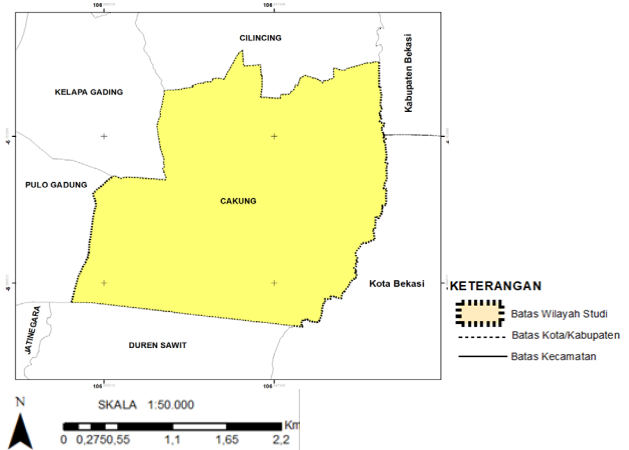 CILINCING
Kabupaten Bekasi
KELAPA GADING
PULO GADUNG
CAKUNG
Kota Bekasi
KETERANGAN
Batas Wilayah Studi
Batas Kota/Kabupaten
Batas Kecamatan
JATINEGARA
DUREN SAWIT
N
SKALA 1:50.000
Km
0 0,2750,55 1,1 1,65 2,2